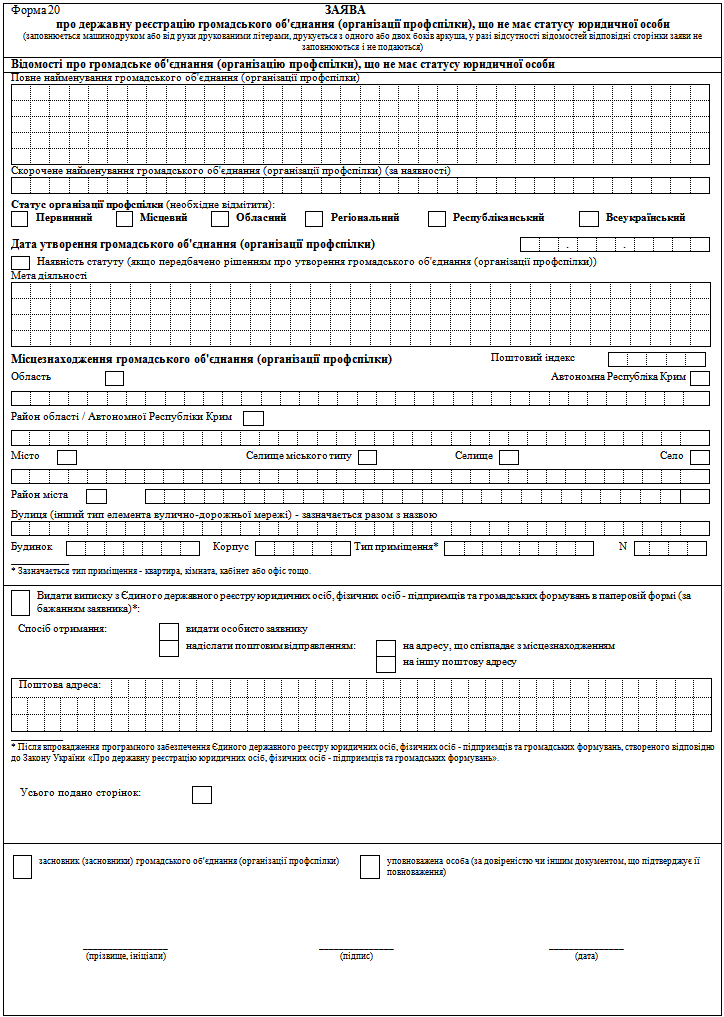 Форма 20
ЗАЯВА
про державну реєстрацію громадського об'єднання (організації профспілки), що не має статусу юридичної особи
(заповнюється машинодруком або від руки друкованими літерами, друкується з одного або двох боків аркуша, у разі відсутності відомостей відповідні сторінки заяви не
заповнюються і не подаються)
Відомості про громадське об'єднання (організацію профспілки), що не має статусу юридичної особи
Повне найменування громадського об'єднання (організації профспілки)
Скорочене найменування громадського об'єднання (організації профспілки) (за наявності)
Статус організації профспілки (необхідне відмітити):
Первинний Місцевий Обласний Регіональний Республіканський Всеукраїнський
Дата утворення громадського об'єднання (організації профспілки) . .
Наявність статуту (якщо передбачено рішенням про утворення громадського об'єднання (організації профспілки))
Мета діяльності
Місцезнаходження громадського об'єднання (організації профспілки) Поштовий індекс
Область Автономна Республіка Крим
Район області / Автономної Республіки Крим
Місто Селище міського типу Селище Село
Район міста
Вулиця (інший тип елемента вулично-дорожньої мережі) - зазначається разом з назвою
Будинок Корпус Тип приміщення* N
* Зазначається тип приміщення - квартира, кімната, кабінет або офіс тощо.
Видати виписку з Єдиного державного реєстру юридичних осіб, фізичних осіб - підприємців та громадських формувань в паперовій формі (за
бажанням заявника)*:
Спосіб отримання: видати особисто заявнику
надіслати поштовим відправленням: на адресу, що співпадає з місцезнаходженням
на іншу поштову адресу
Поштова адреса:
* Після впровадження програмного забезпечення Єдиного державного реєстру юридичних осіб, фізичних осіб - підприємців та громадських формувань, створеного відповідно
до Закону України «Про державну реєстрацію юридичних осіб, фізичних осіб - підприємців та громадських формувань».
Усього подано сторінок:
засновник (засновники) громадського об'єднання (організації профспілки) уповноважена особа (за довіреністю чи іншим документом, що підтверджує її
повноваження)
(прізвище, ініціали) (підпис) (дата)